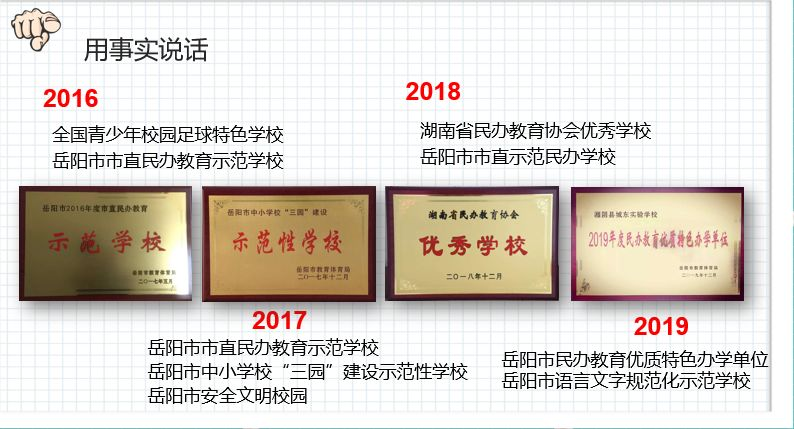 用事实说话
2016
全国青少年校园足球特色学校
岳阳市市直民办教育示范学校
2018
湖南省民办教育协会优秀学校
岳阳市市直示范民办学校
岳阳市2016年度市直民办教育
示范学校
岳阳市教育体育局
二〇一七年五月
岳阳市中小学校“三园”建设
示范性学校
岳阳市教育体育局
二〇一七年十二月
湖南省民办教育协会
优秀学校
二〇一八年十二月
湘阴县城东实验学校
2019年度民办教育优质特色办学单位
岳阳市教育体育局
二〇一九年十二月
2017
岳阳市市直民办教育示范学校
岳阳市中小学校“三园”建设示范性学校
岳阳市安全文明校园
2019
岳阳市民办教育优质特色办学单位
岳阳市语言文字规范化示范学校